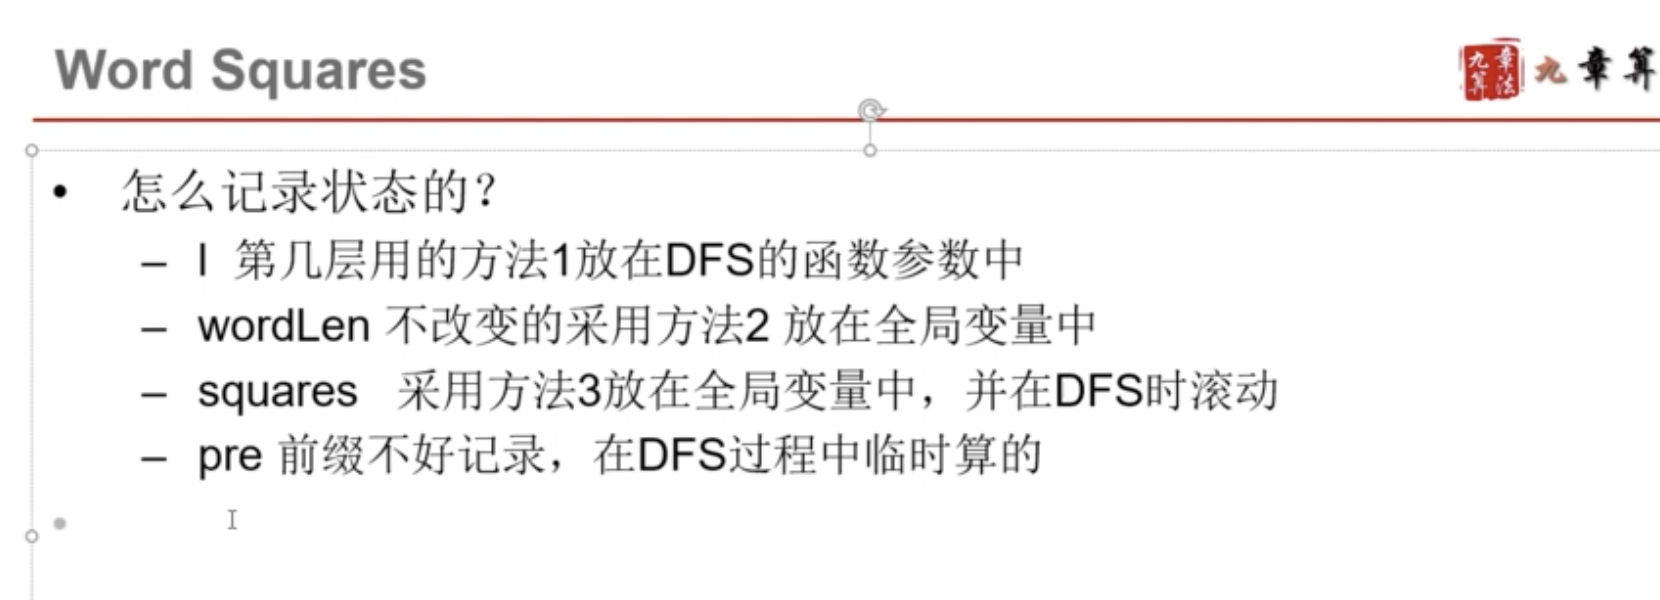 Word Squares
九章算法
九章算
• 怎么记录状态的？
– l 第几层用的方法1放在DFS的函数参数中
– wordLen 不改变的采用方法2 放在全局变量中
– squares 采用方法3放在全局变量中，并在DFS时滚动
– pre 前缀不好记录，在DFS过程中临时算的